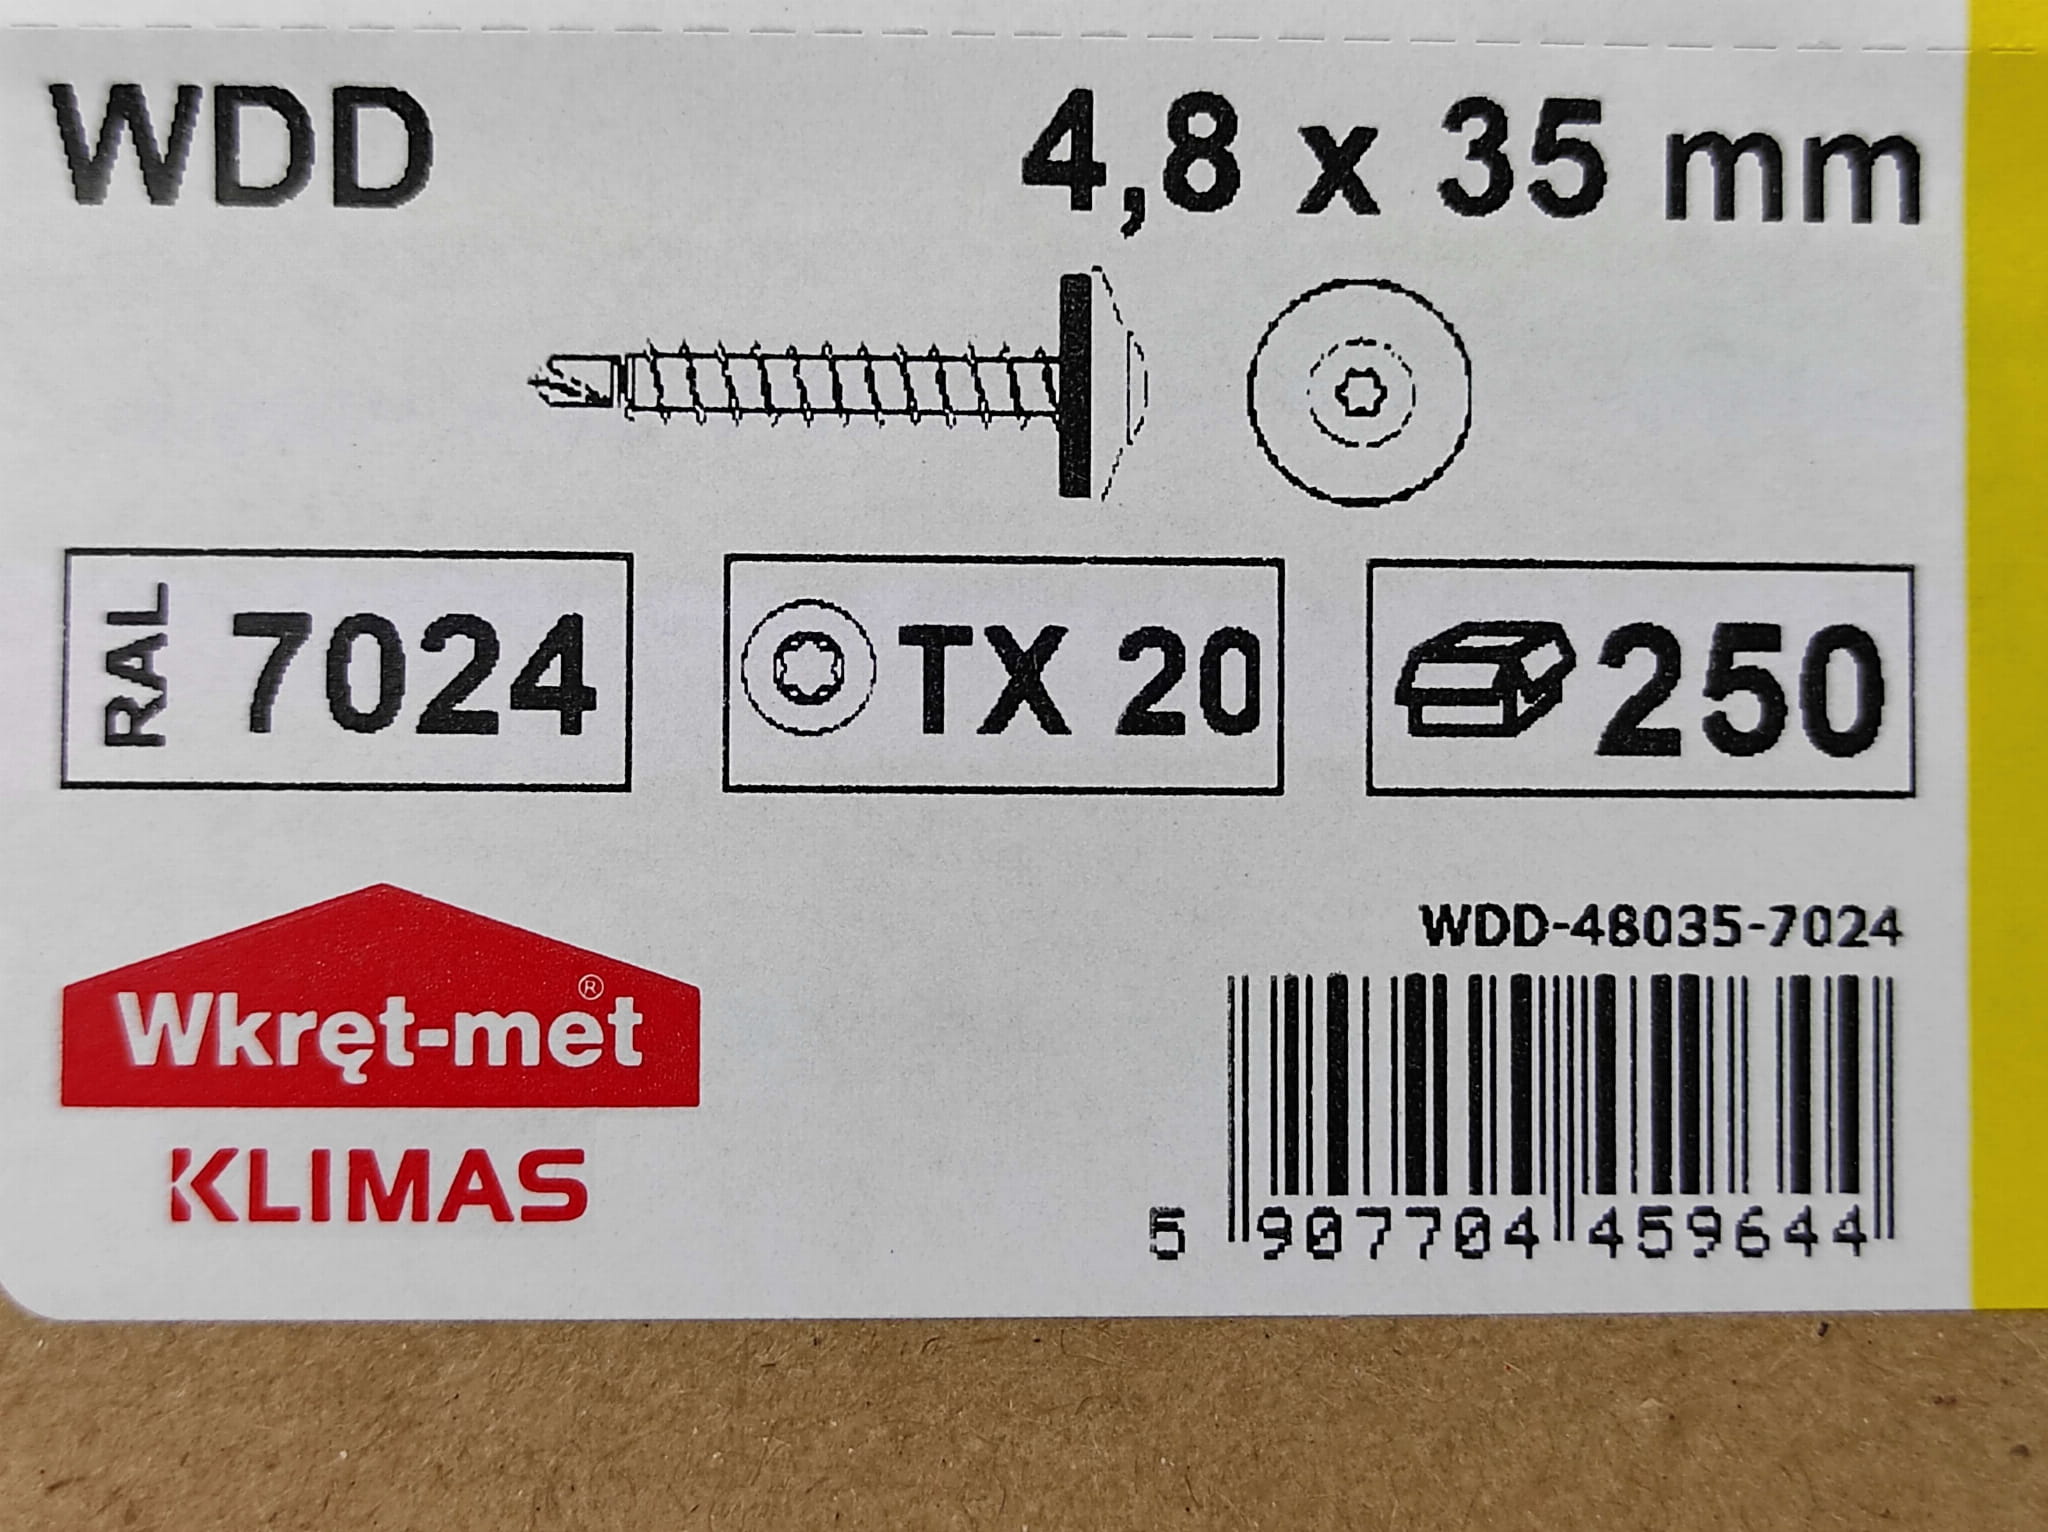 WDD 4,8 x 35 mm
RAL 7024 TX 20 250
Wkręt-met®
KLIMAS
WDD-48035-7024
5 907704 459644